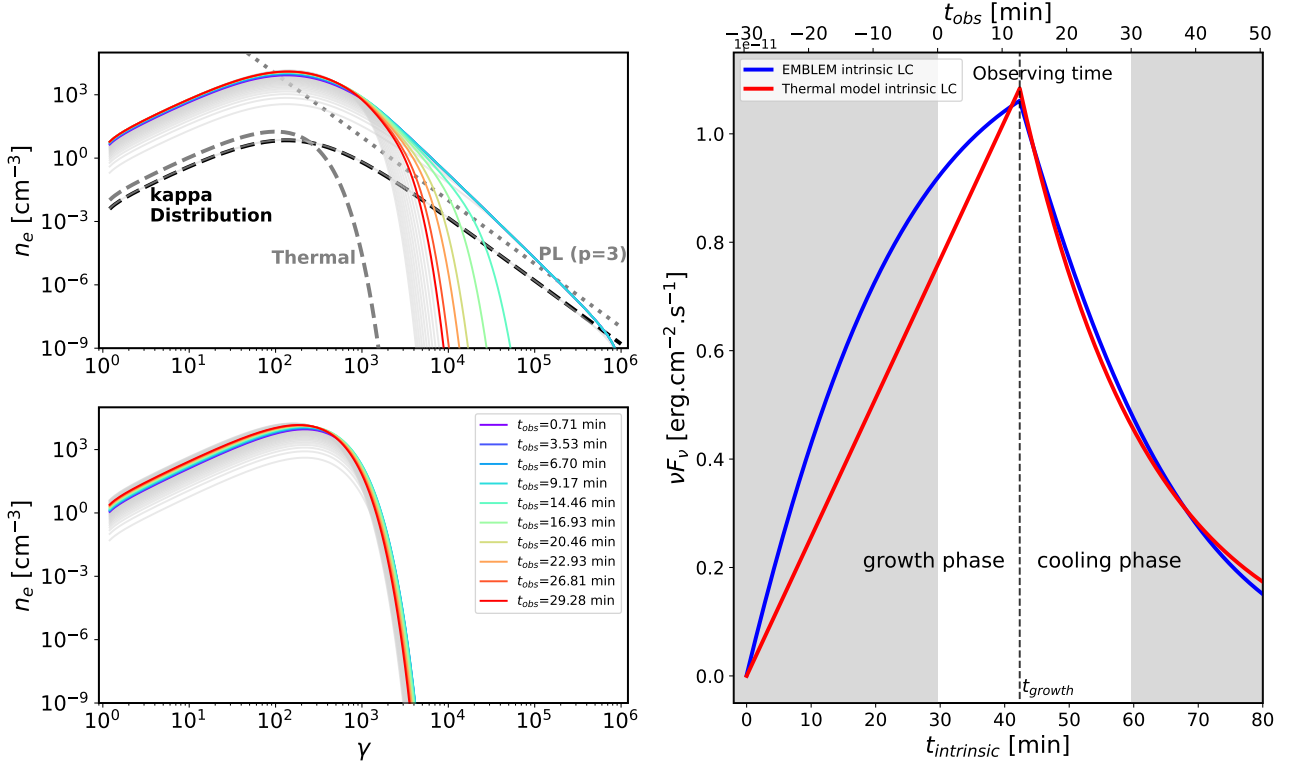 10³
10⁰
10⁻³
10⁻⁶
10⁻⁹
nₑ [cm⁻³]
kappa
Distribution
Thermal
PL (p=3)
10⁰ 10¹ 10² 10³ 10⁴ 10⁵ 10⁶
10³
10⁰
10⁻³
10⁻⁶
10⁻⁹
nₑ [cm⁻³]
t_obs=0.71 min
t_obs=3.53 min
t_obs=6.70 min
t_obs=9.17 min
t_obs=14.46 min
t_obs=16.93 min
t_obs=20.46 min
t_obs=22.93 min
t_obs=26.81 min
t_obs=29.28 min
10⁰ 10¹ 10² 10³ 10⁴ 10⁵ 10⁶
γ
t_obs [min]
−30 −20 −10 0 10 20 30 40 50
1e−11
EMBLEM intrinsic LC
Thermal model intrinsic LC
Observing time
1.0
0.8
0.6
0.4
0.2
0.0
νF_ν [erg.cm⁻².s⁻¹]
growth phase
cooling phase
t_growth
0 10 20 30 40 50 60 70 80
t_intrinsic [min]